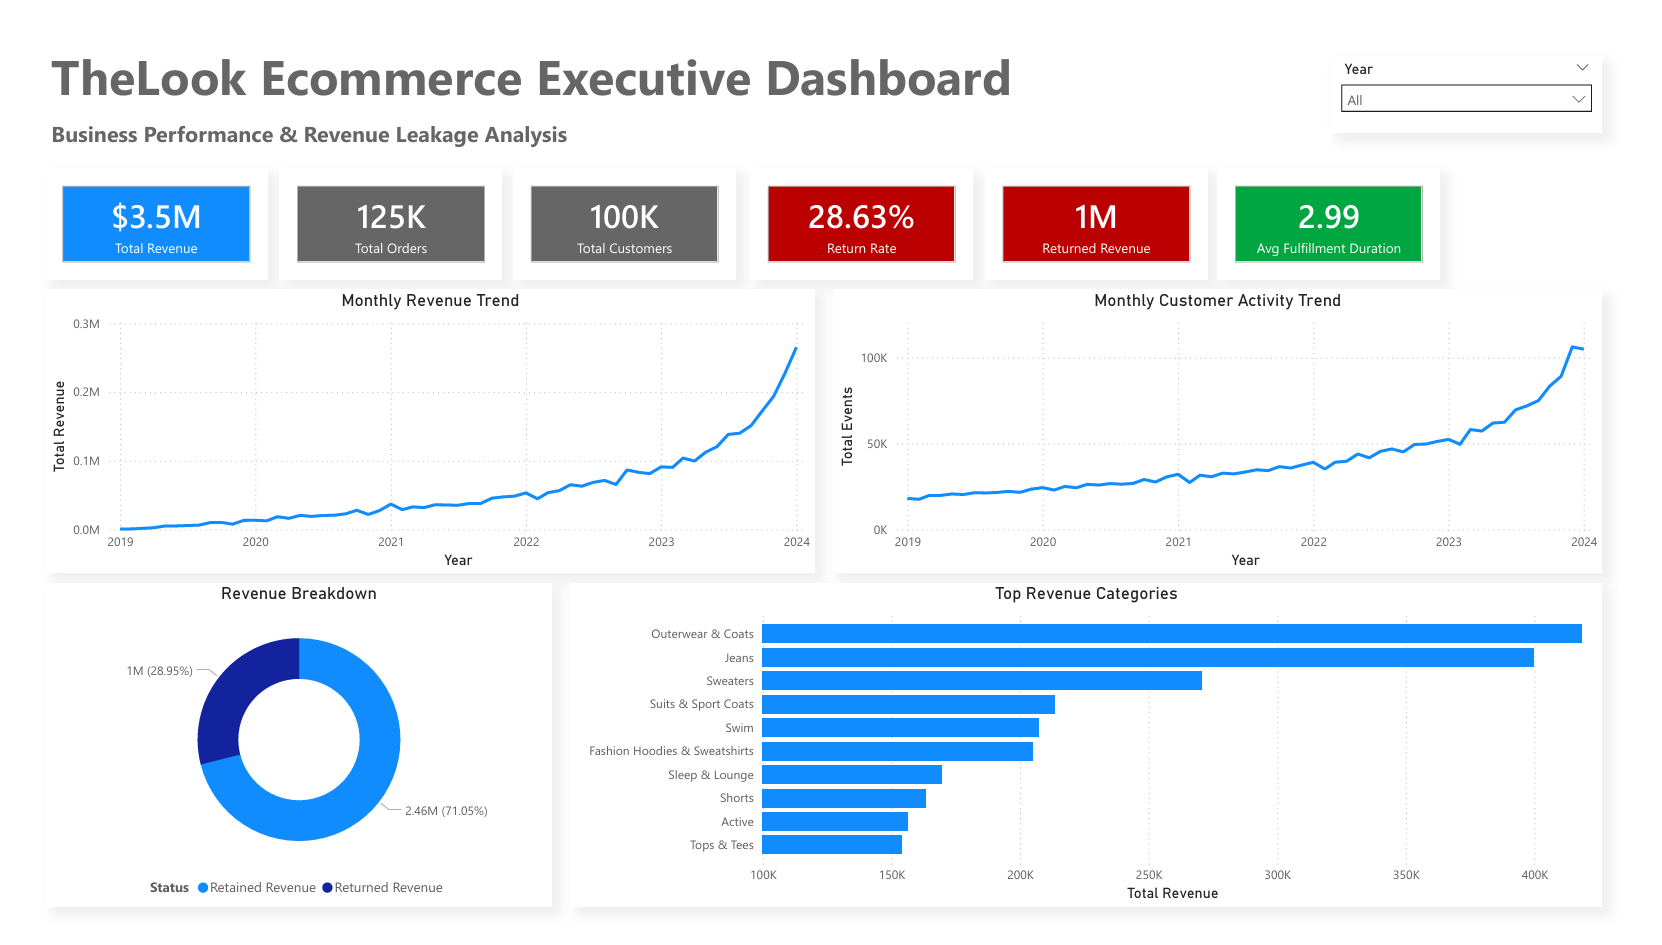 TheLook Ecommerce Executive Dashboard
Business Performance & Revenue Leakage Analysis
Year
All
$3.5M
Total Revenue
125K
Total Orders
100K
Total Customers
28.63%
Return Rate
1M
Returned Revenue
2.99
Avg Fulfillment Duration
Monthly Revenue Trend
Total Revenue
0.3M
0.2M
0.1M
0.0M
2019 2020 2021 2022 2023 2024
Year
Monthly Customer Activity Trend
Total Events
100K
50K
0K
2019 2020 2021 2022 2023 2024
Year
Revenue Breakdown
1M (28.95%)
2.46M (71.05%)
Status Retained Revenue Returned Revenue
Top Revenue Categories
Outerwear & Coats
Jeans
Sweaters
Suits & Sport Coats
Swim
Fashion Hoodies & Sweatshirts
Sleep & Lounge
Shorts
Active
Tops & Tees
100K 150K 200K 250K 300K 350K 400K
Total Revenue